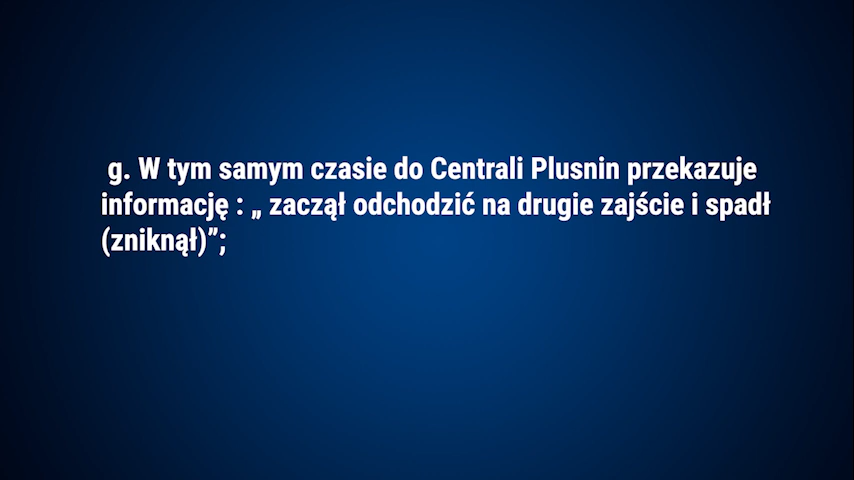 g. W tym samym czasie do Centrali Plusnin przekazuje
informację : „ zaczął odchodzić na drugie zajście i spadł
(zniknął)”;